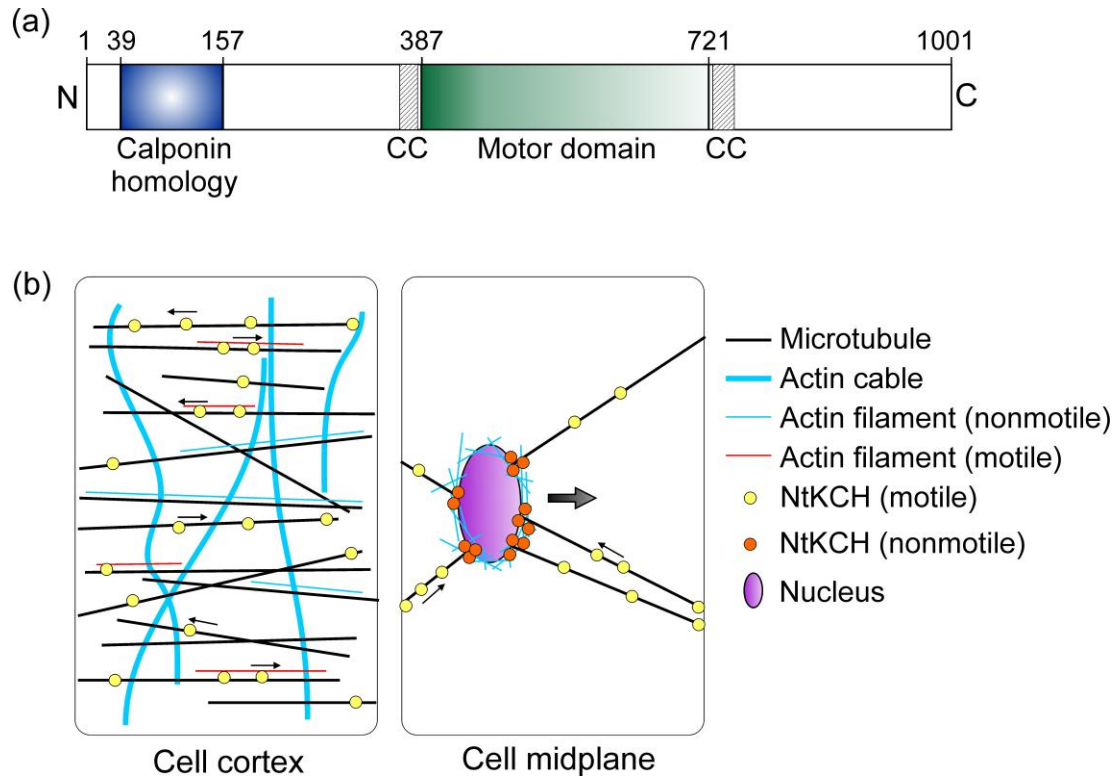 (a)
1 39 157 387 721 1001
N C
Calponin
homology
CC Motor domain CC
(b)
Microtubule
Actin cable
Actin filament (nonmotile)
Actin filament (motile)
NtKCH (motile)
NtKCH (nonmotile)
Nucleus
Cell cortex Cell midplane